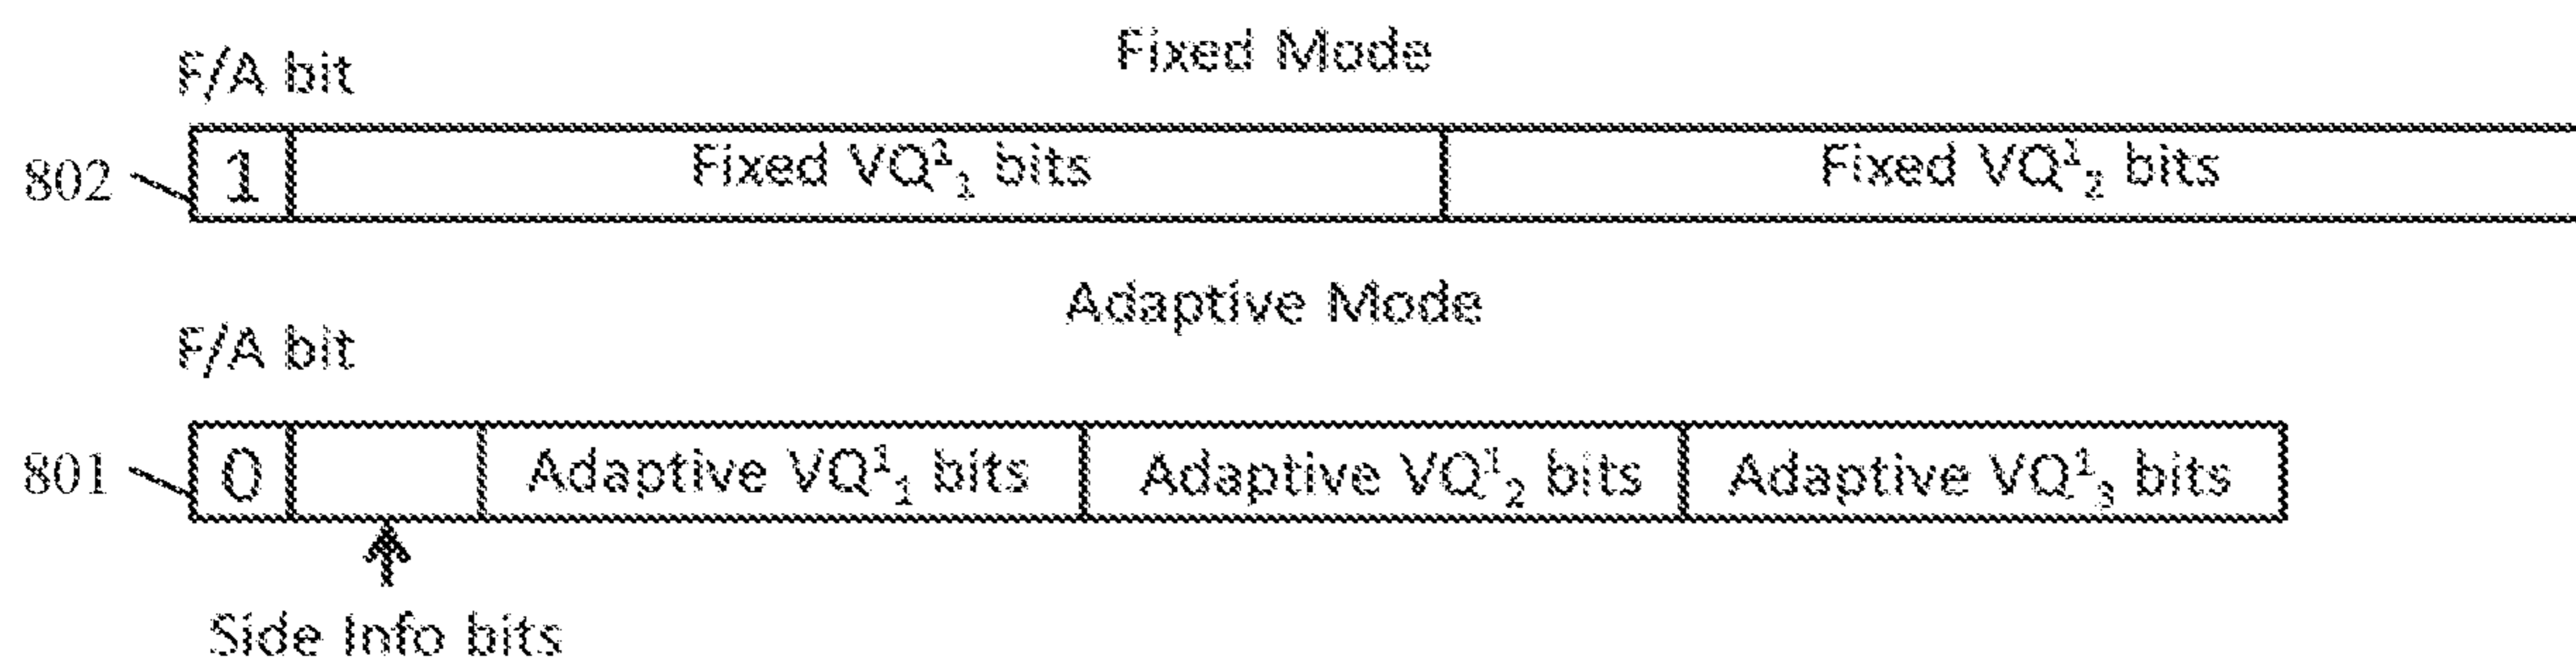 Fixed Mode
F/A bit
802 1 Fixed VQ¹₁ bits Fixed VQ¹₂ bits
Adaptive Mode
F/A bit
801 0 Adaptive VQ¹₁ bits Adaptive VQ¹₂ bits Adaptive VQ¹₃ bits
Side Info bits